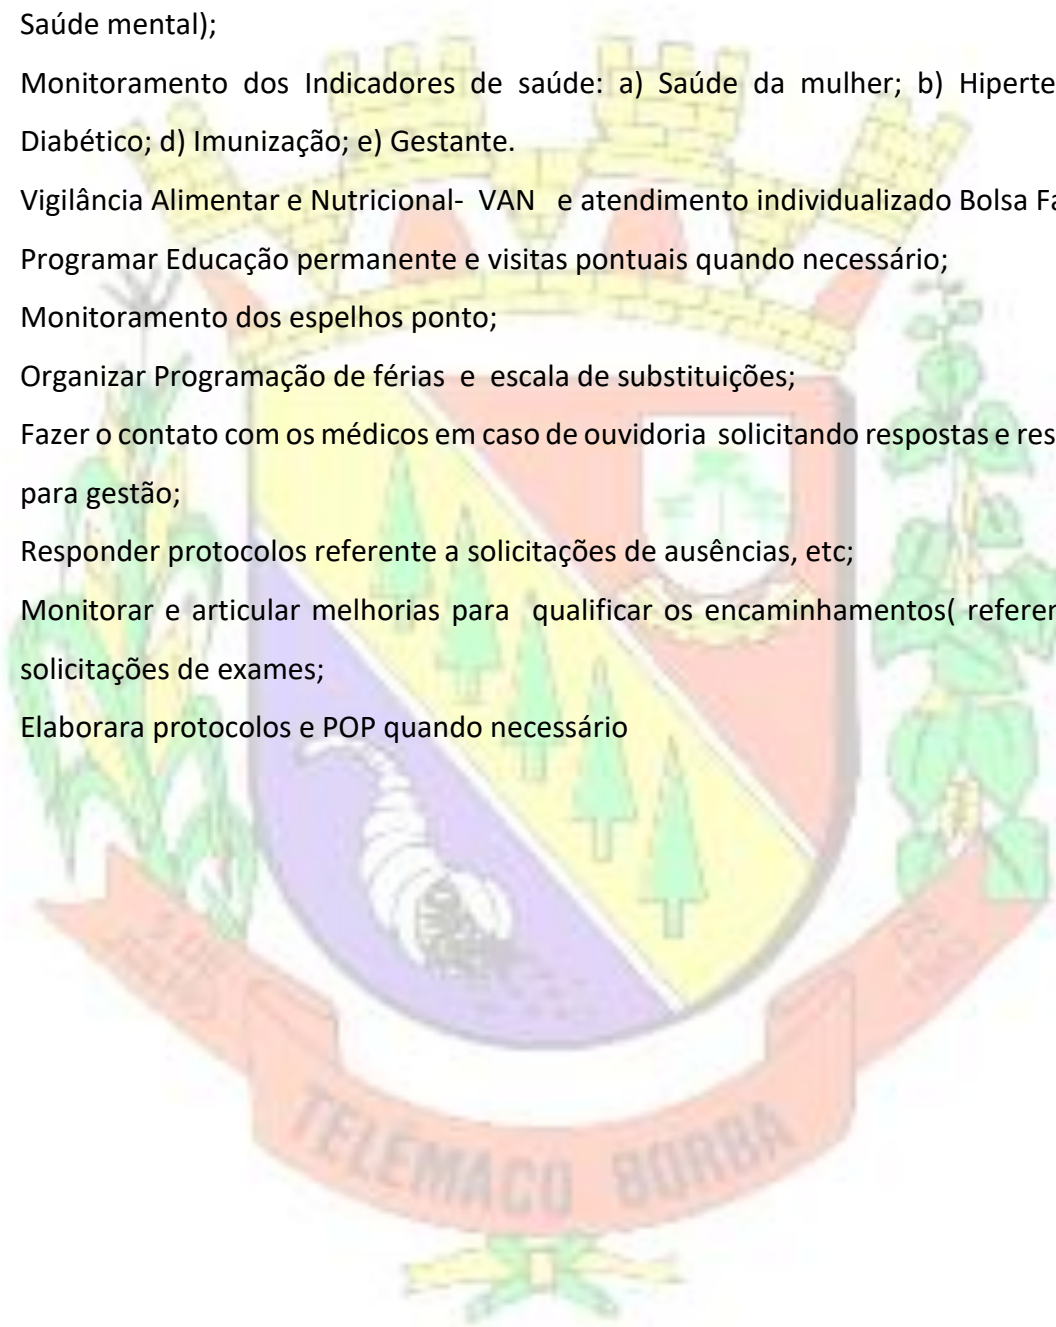 Saúde mental);
Monitoramento dos Indicadores de saúde: a) Saúde da mulher; b) Hiperte
Diabético; d) Imunização; e) Gestante.
Vigilância Alimentar e Nutricional- VAN e atendimento individualizado Bolsa Fa
Programar Educação permanente e visitas pontuais quando necessário;
Monitoramento dos espelhos ponto;
Organizar Programação de férias e escala de substituições;
Fazer o contato com os médicos em caso de ouvidoria solicitando respostas e res
para gestão;
Responder protocolos referente a solicitações de ausências, etc;
Monitorar e articular melhorias para qualificar os encaminhamentos( referen
solicitações de exames;
Elaborara protocolos e POP quando necessário
TELÊMACO BORBA